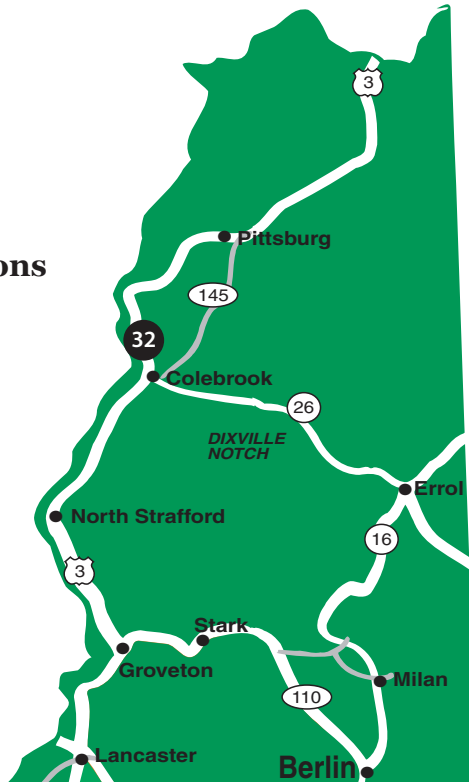 3
Pittsburg
ons
145
32
Colebrook
26
DIXVILLE
NOTCH
Errol
North Strafford
16
3
Stark
Groveton
Milan
110
Lancaster
Berlin